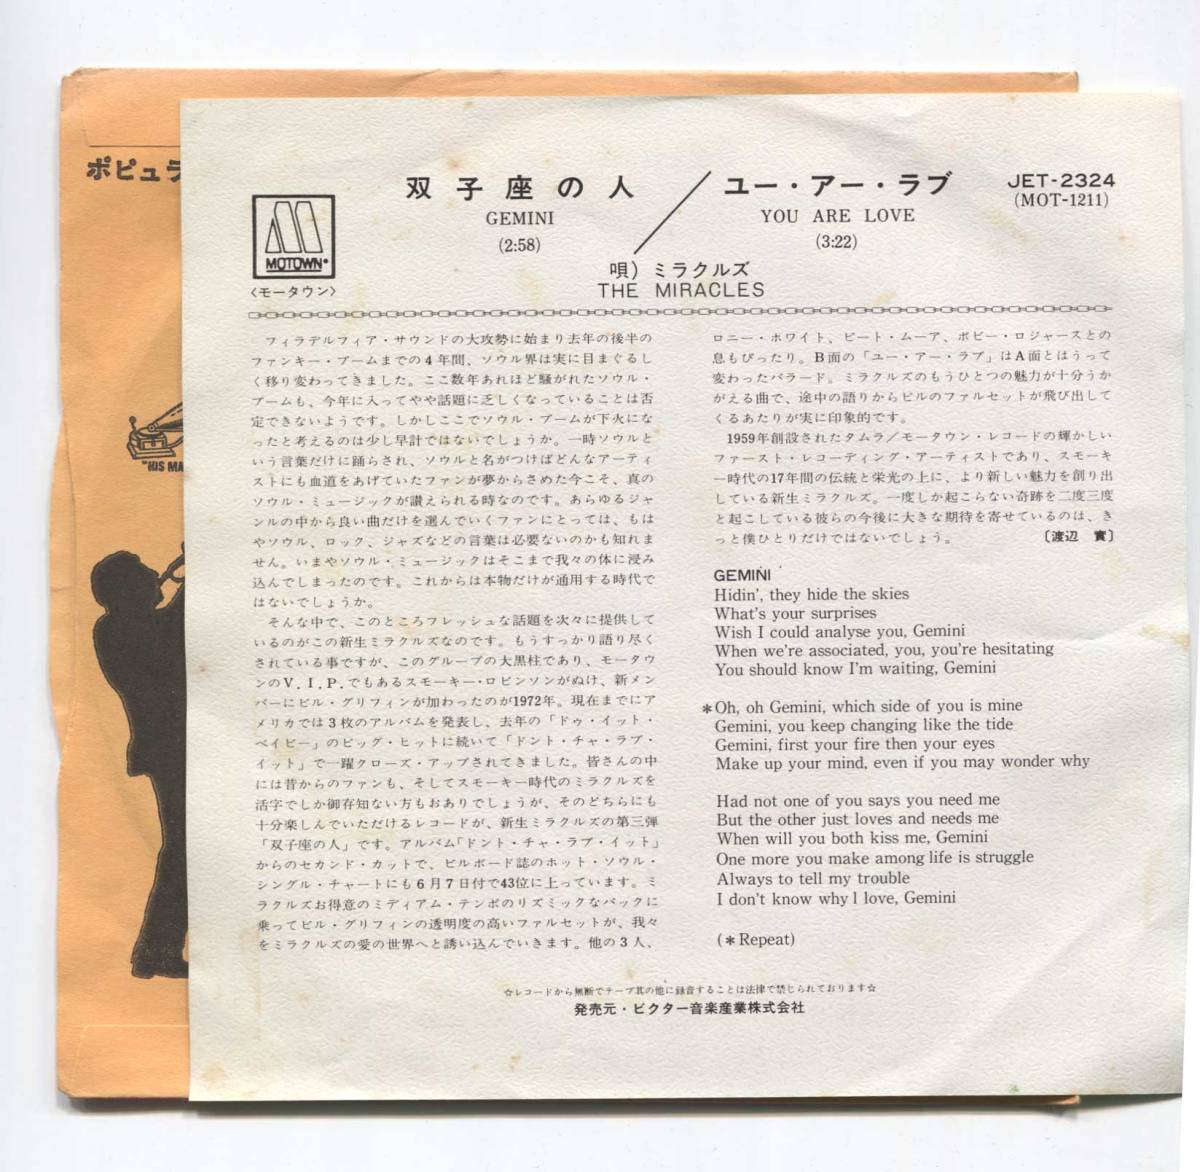 ポピュラ
"HIS MA
双子座の人
GEMINI
(2:58)
ユー・アー・ラブ
YOU ARE LOVE
(3:22)
JET-2324
(MOT-1211)
M
MOTOWN
〈モータウン〉
唄) ミラクルズ
THE MIRACLES
フィラデルフィア・サウンドの大攻勢に始まり去年の後半の
ファンキー・ブームまでの4年間、ソウル界は実に目まぐるし
く移り変わってきました。ここ数年あれほど騒がれたソウル・
ブームも、今年に入ってやや話題に乏しくなっていることは否
定できないようです。しかしここでソウル・ブームが下火にな
ったと考えるのは少し早計ではないでしょうか。一時ソウルと
いう言葉だけに踊らされ、ソウルと名がつけばどんなアーティ
ストにも血道をあげていたファンが夢からさめた今こそ、真の
ソウル・ミュージックが讃えられる時なのです。あらゆるジャ
ンルの中から良い曲だけを選んでいくファンにとっては、もは
やソウル、ロック、ジャズなどの言葉は必要ないのかも知れま
せん。いまやソウル・ミュージックはそこまで我々の体に浸み
込んでしまったのです。これからは本物だけが通用する時代で
はないでしょうか。
そんな中で、このところフレッシュな話題を次々に提供して
いるのがこの新生ミラクルズなのです。もうすっかり語り尽く
されている事ですが、このグループの大黒柱であり、モータウ
ンのV.I.P.でもあるスモーキー・ロビンソンがぬけ、新メン
バーにビル・グリフィンが加わったのが1972年。現在までにア
メリカでは3枚のアルバムを発表し、去年の「ドゥ・イット・
ベイビー」のビッグ・ヒットに続いて「ドント・チャ・ラブ・
イット」で一躍クローズ・アップされてきました。皆さんの中
には昔からのファンも、そしてスモーキー時代のミラクルズを
活字でしか御存知ない方もおありでしょうが、そのどちらにも
十分楽しんでいただけるレコードが、新生ミラクルズの第三弾
「双子座の人」です。アルバム「ドント・チャ・ラブ・イット」
からのセカンド・カットで、ビルボード誌のホット・ソウル・
シングル・チャートにも6月7日付で43位に上っています。ミ
ラクルズお得意のミディアム・テンポのリズミックなバックに
乗ってビル・グリフィンの透明度の高いファルセットが、我々
をミラクルズの愛の世界へと誘い込んでいきます。他の3人、
ロニー・ホワイト、ピート・ムーア、ボビー・ロジャースとの
息もぴったり。B面の「ユー・アー・ラブ」はA面とはうって
変わったバラード。ミラクルズのもうひとつの魅力が十分うか
がえる曲で、途中の語りからビルのファルセットが飛び出して
くるあたりが実に印象的です。
1959年創設されたタムラ／モータウン・レコードの輝かしい
ファースト・レコーディング・アーティストであり、スモーキ
ー時代の17年間の伝統と栄光の上に、より新しい魅力を創り出
している新生ミラクルズ。一度しか起こらない奇跡を二度三度
と起こしている彼らの今後に大きな期待を寄せているのは、き
っと僕ひとりだけではないでしょう。 〔渡辺 實〕
GEMINI
Hidin', they hide the skies
What's your surprises
Wish I could analyse you, Gemini
When we're associated, you, you're hesitating
You should know I'm waiting, Gemini
*Oh, oh Gemini, which side of you is mine
Gemini, you keep changing like the tide
Gemini, first your fire then your eyes
Make up your mind, even if you may wonder why
Had not one of you says you need me
But the other just loves and needs me
When will you both kiss me, Gemini
One more you make among life is struggle
Always to tell my trouble
I don't know why I love, Gemini
(* Repeat)
☆レコードから無断でテープ其の他に録音することは法律で禁じられております☆
発売元・ビクター音楽産業株式会社